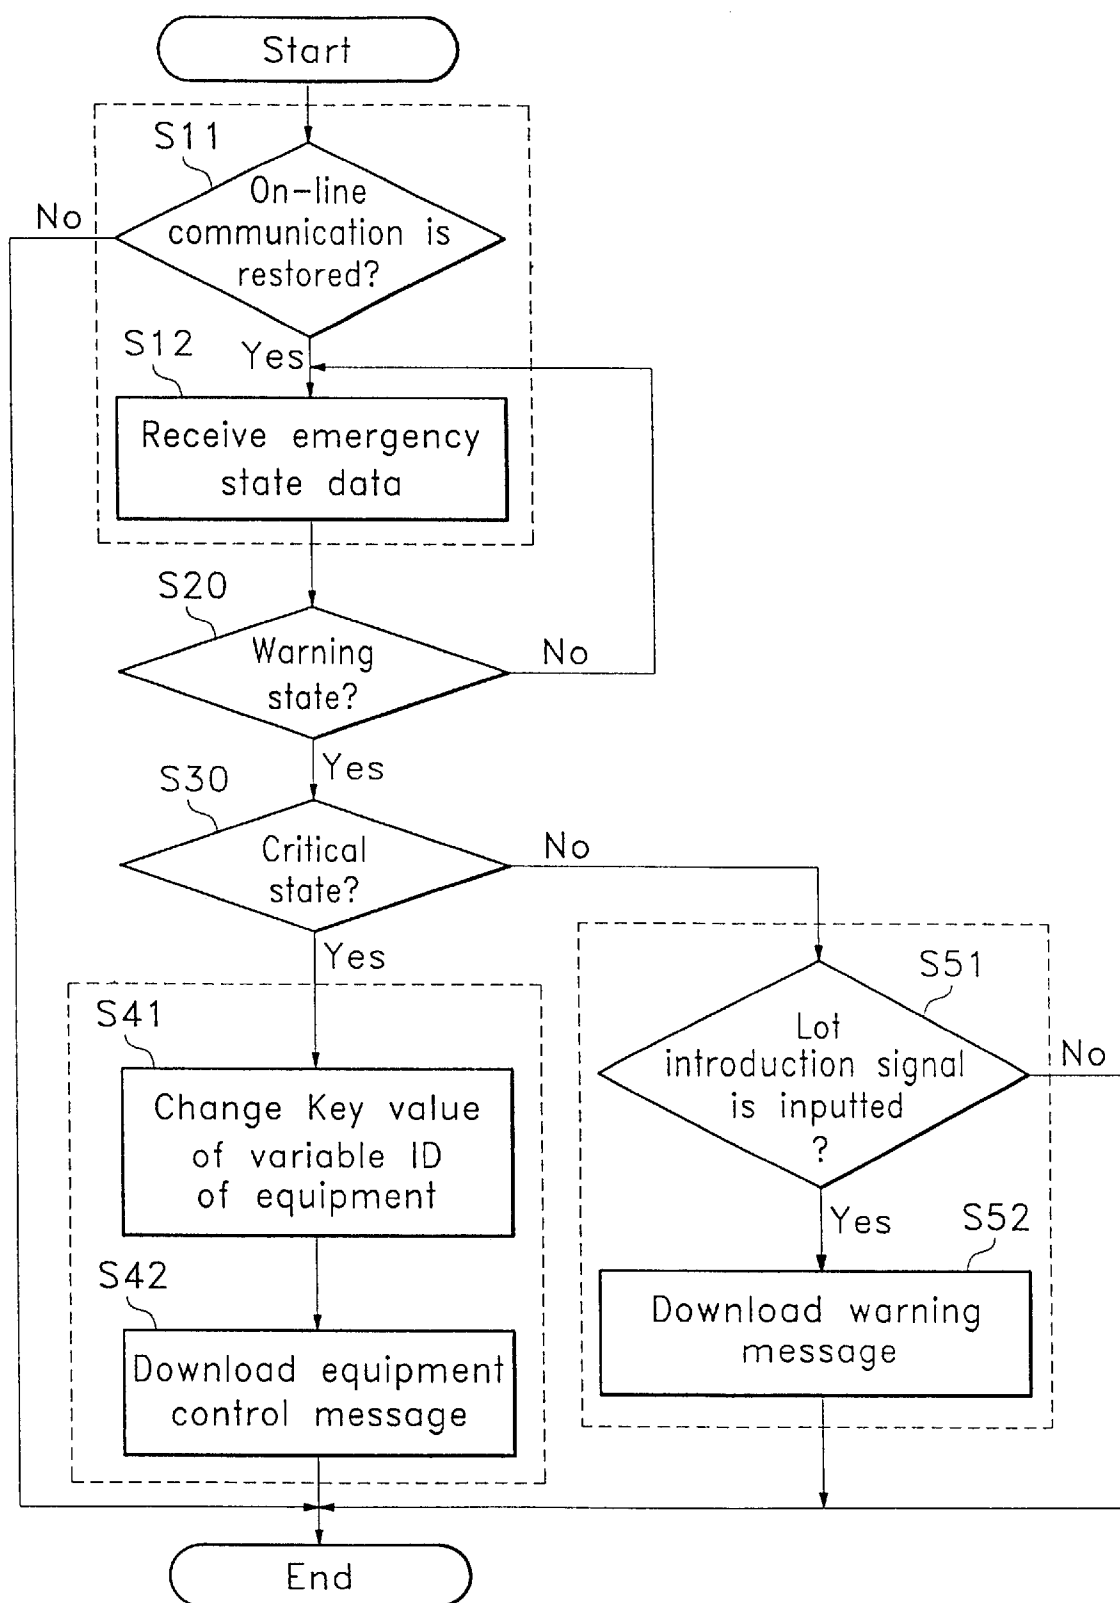 Start
S11
On-line
communication is
restored?
No
S12
Yes
Receive emergency
state data
S20
Warning
state?
No
Yes
S30
Critical
state?
No
Yes
S41
Change Key value
of variable ID
of equipment
S42
Download equipment
control message
S51
Lot
introduction signal
is inputted
?
No
Yes
S52
Download warning
message
End